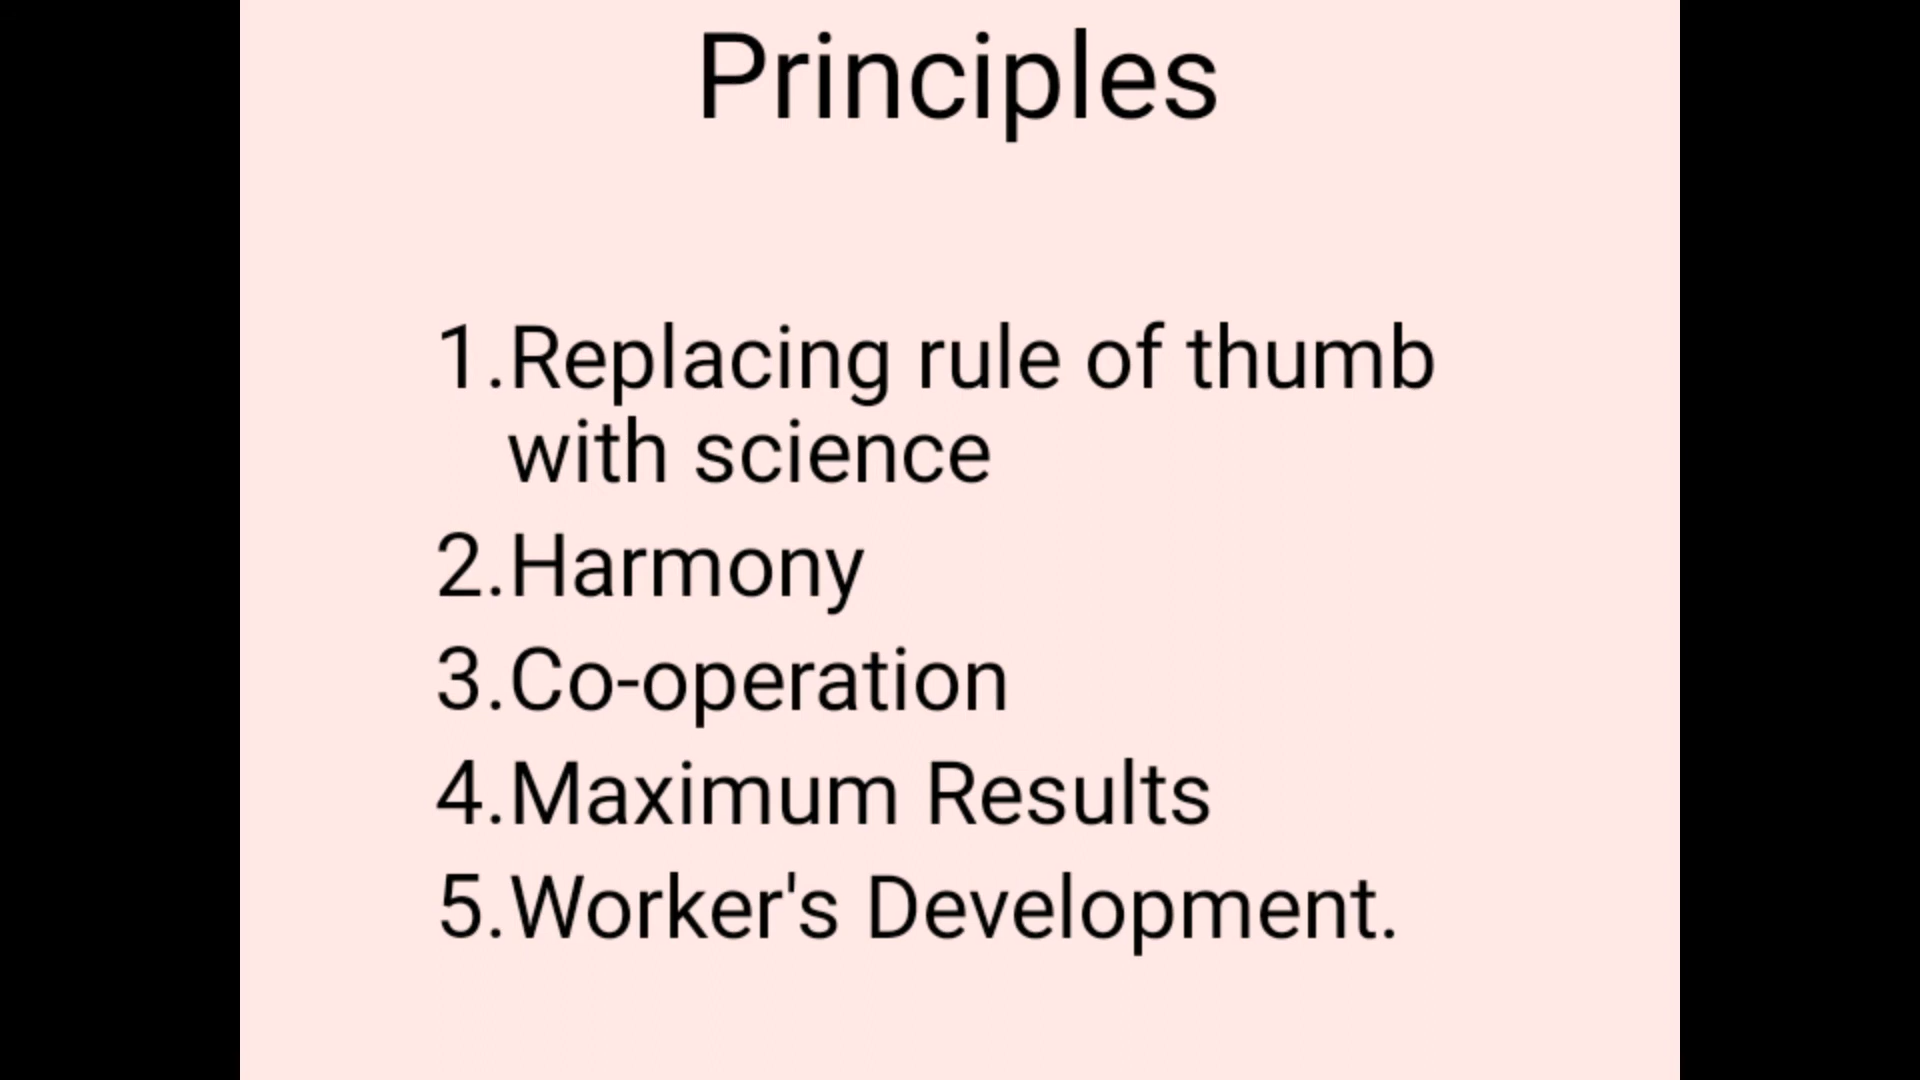 Principles
1.Replacing rule of thumb
with science
2.Harmony
3.Co-operation
4.Maximum Results
5.Worker's Development.